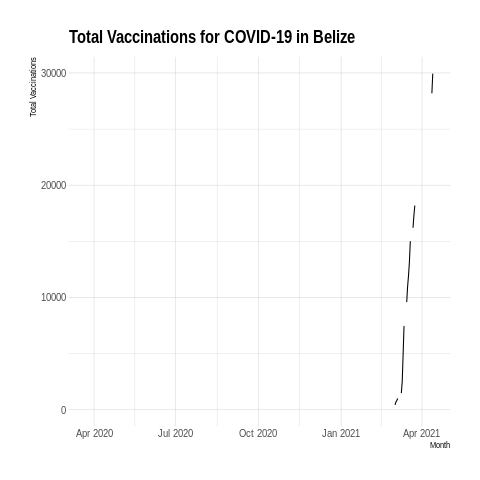 Total Vaccinations for COVID-19 in Belize
Total Vaccinations
30000
20000
10000
0
Apr 2020 Jul 2020 Oct 2020 Jan 2021 Apr 2021
Month